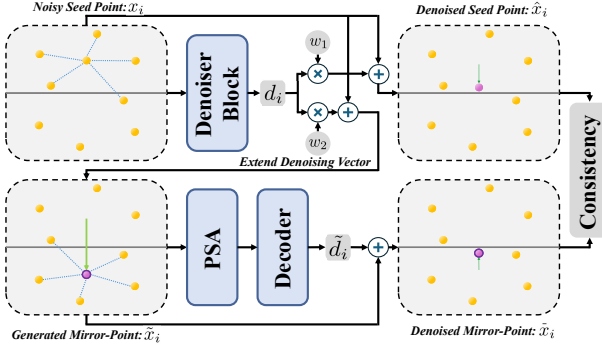 Noisy Seed Point: x_i
Denoised Seed Point: x̂_i
w_1
Denoiser Block
d_i
w_2
Extend Denoising Vector
Consistency
PSA
Decoder
d̃_i
Generated Mirror-Point: x̃_i
Denoised Mirror-Point: x̄_i